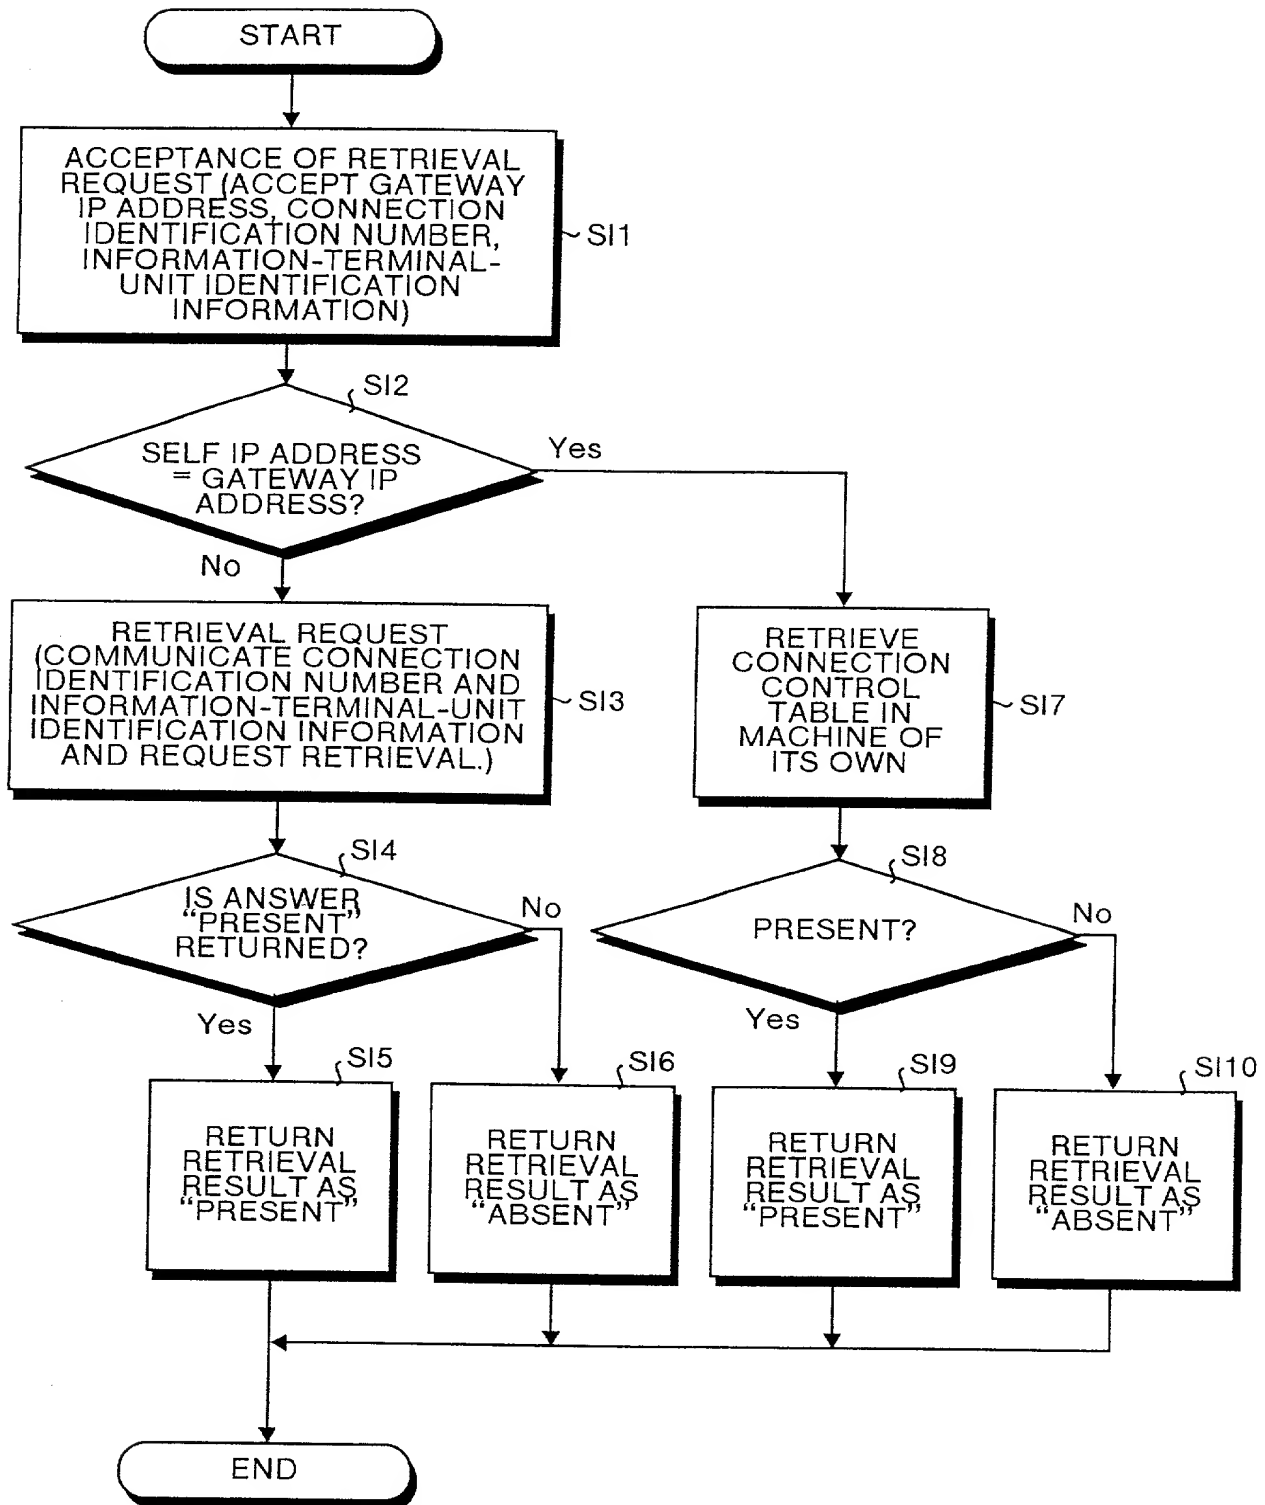 START
ACCEPTANCE OF RETRIEVAL
REQUEST (ACCEPT GATEWAY
IP ADDRESS, CONNECTION
IDENTIFICATION NUMBER,
INFORMATION-TERMINAL-
UNIT IDENTIFICATION
INFORMATION)
SI1
SI2
SELF IP ADDRESS
= GATEWAY IP
ADDRESS?
Yes
No
RETRIEVAL REQUEST
(COMMUNICATE CONNECTION
IDENTIFICATION NUMBER AND
INFORMATION-TERMINAL-UNIT
IDENTIFICATION INFORMATION
AND REQUEST RETRIEVAL.)
SI3
RETRIEVE
CONNECTION
CONTROL
TABLE IN
MACHINE OF
ITS OWN
SI7
SI4
IS ANSWER
“PRESENT”
RETURNED?
No
Yes
SI8
PRESENT?
No
Yes
SI5
RETURN
RETRIEVAL
RESULT AS
“PRESENT”
SI6
RETURN
RETRIEVAL
RESULT AS
“ABSENT”
SI9
RETURN
RETRIEVAL
RESULT AS
“PRESENT”
SI10
RETURN
RETRIEVAL
RESULT AS
“ABSENT”
END